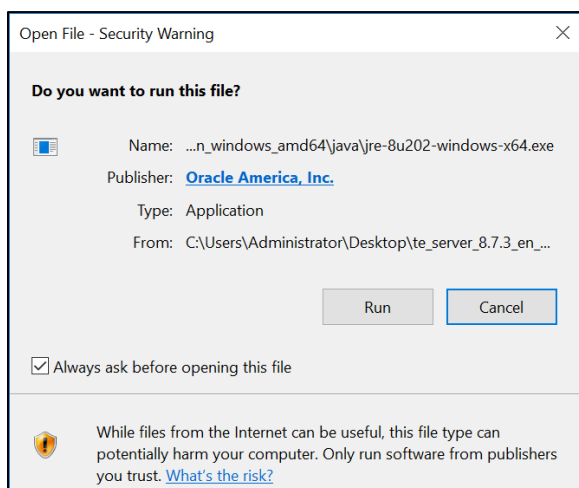 Open File - Security Warning
Do you want to run this file?
Name: ...n_windows_amd64\java\jre-8u202-windows-x64.exe
Publisher: Oracle America, Inc.
Type: Application
From: C:\Users\Administrator\Desktop\te_server_8.7.3_en_...
Run Cancel
Always ask before opening this file
While files from the Internet can be useful, this file type can
potentially harm your computer. Only run software from publishers
you trust. What's the risk?